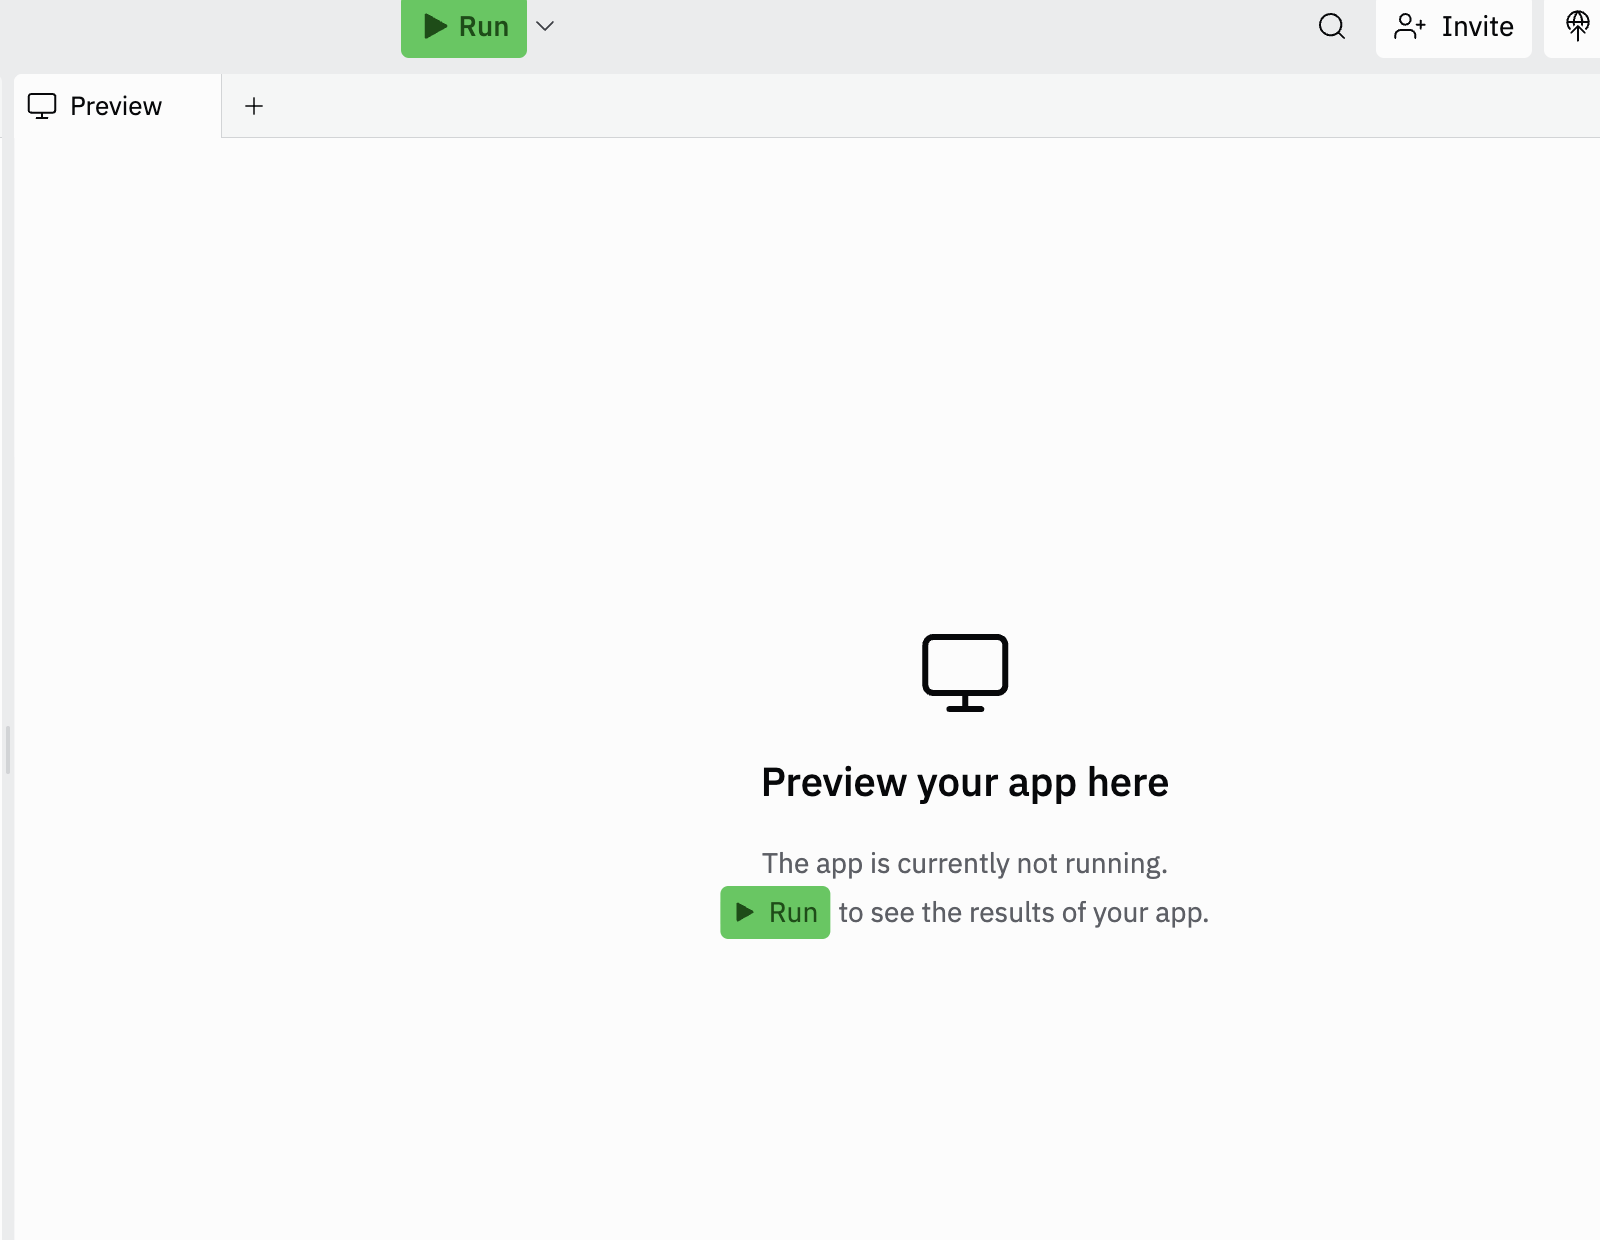 Run
Invite
Preview
Preview your app here
The app is currently not running.
Run to see the results of your app.